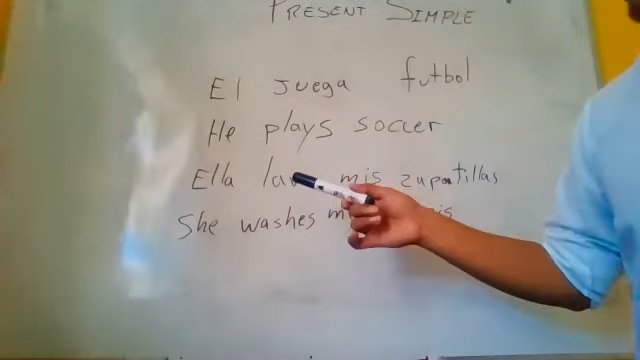 PRESENT SIMPLE
El juega futbol
He plays soccer
Ella mis zapatillas
She washes